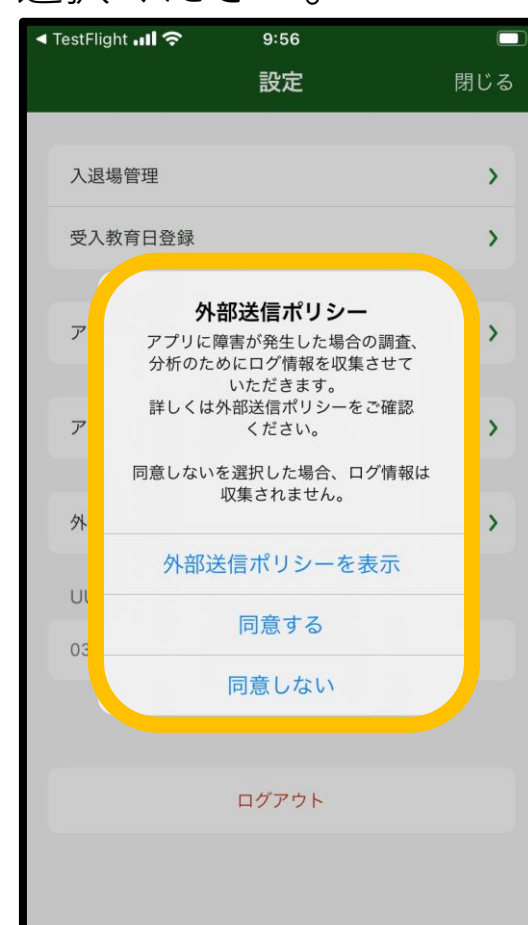 ◀ TestFlight 9:56
設定 閉じる
入退場管理
受入教育日登録
ア
ア
外
外部送信ポリシー
アプリに障害が発生した場合の調査、
分析のためにログ情報を収集させて
いただきます。
詳しくは外部送信ポリシーをご確認
ください。
同意しないを選択した場合、ログ情報は
収集されません。
外部送信ポリシーを表示
同意する
同意しない
03
ログアウト